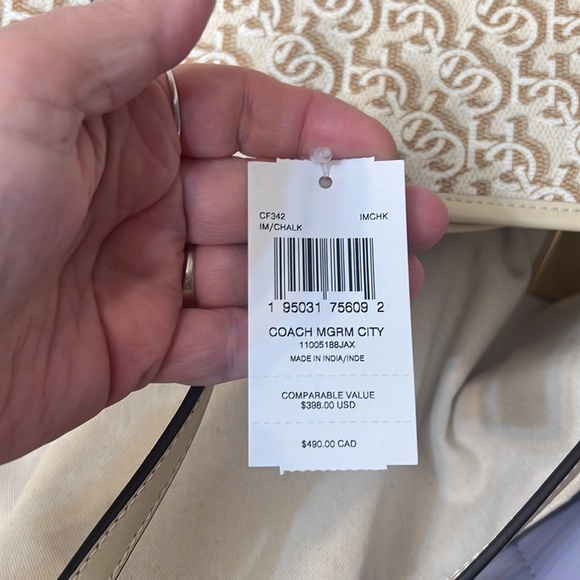 CF342 IMCHK
IM/CHALK
1 95031 75609 2
COACH MGRM CITY
11005188JAX
MADE IN INDIA/INDE
COMPARABLE VALUE
$398.00 USD
$490.00 CAD